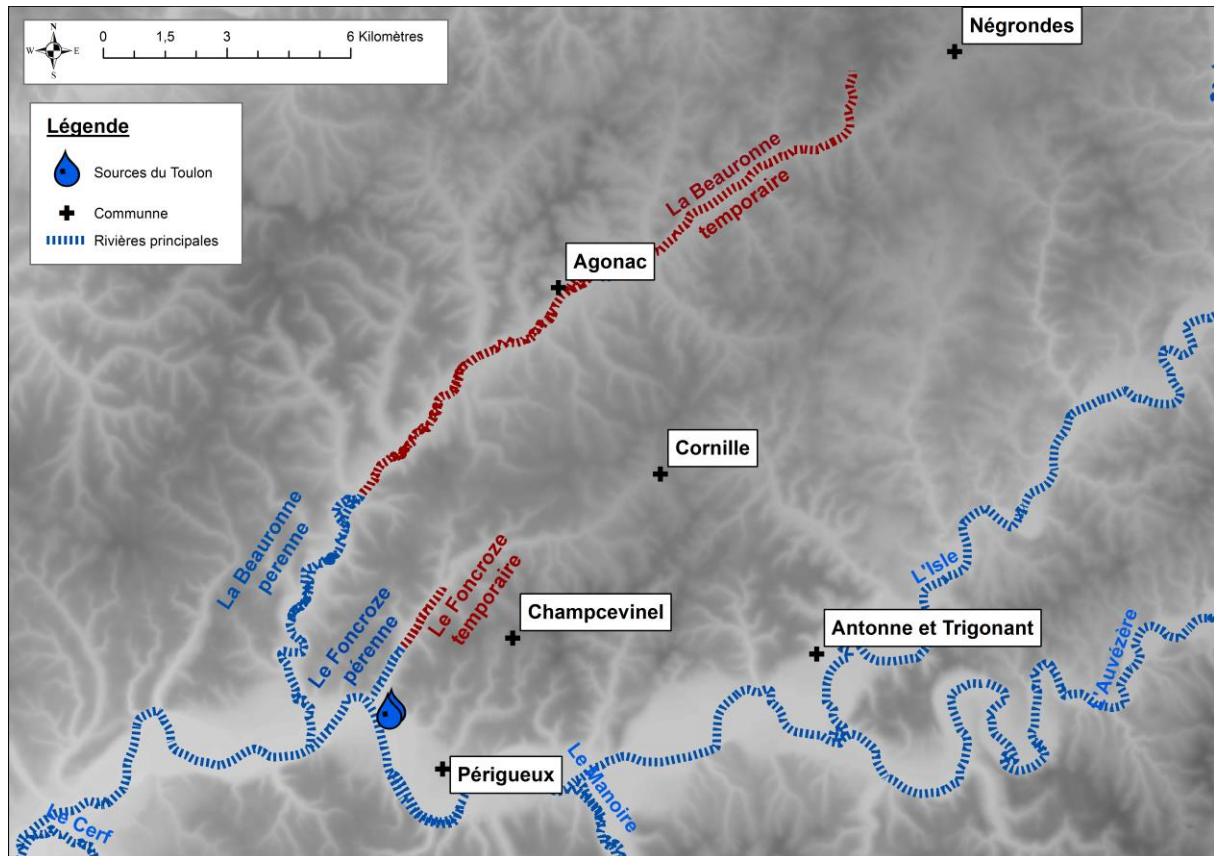 N
W E
S
0 1,5 3 6 Kilomètres
Négrondes
Légende
Sources du Toulon
Communne
Rivières principales
La Beauronne
temporaire
Agonac
Cornille
La Beauronne
perenne
Le Foncroze
pérenne
Le Foncroze
temporaire
Champcevinel
L'Isle
Antonne et Trigonant
L'Auvézère
Périgueux
Le Manoire
Le Cerf